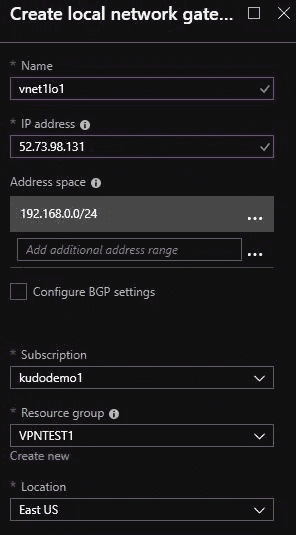 Create local network gate...
* Name
vnet1lo1
* IP address
52.73.98.131
Address space
192.168.0.0/24
...
Add additional address range
...
Configure BGP settings
* Subscription
kudodemo1
* Resource group
VPNTEST1
Create new
* Location
East US